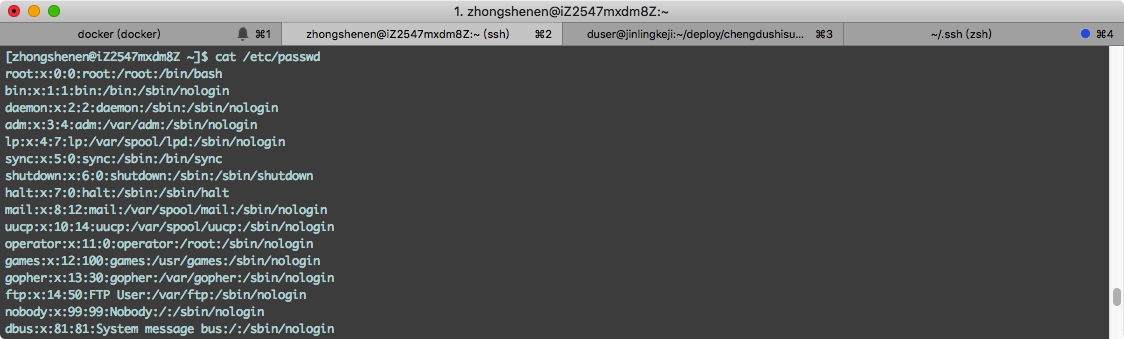 1. zhongshenen@iZ2547mxdm8Z:~
docker (docker) ⌘1 zhongshenen@iZ2547mxdm8Z:~ (ssh) ⌘2 duser@jinlingkeji:~/deploy/chengdushisu... ⌘3 ~/.ssh (zsh) ⌘4
[zhongshenen@iZ2547mxdm8Z ~]$ cat /etc/passwd
root:x:0:0:root:/root:/bin/bash
bin:x:1:1:bin:/bin:/sbin/nologin
daemon:x:2:2:daemon:/sbin:/sbin/nologin
adm:x:3:4:adm:/var/adm:/sbin/nologin
lp:x:4:7:lp:/var/spool/lpd:/sbin/nologin
sync:x:5:0:sync:/sbin:/bin/sync
shutdown:x:6:0:shutdown:/sbin:/sbin/shutdown
halt:x:7:0:halt:/sbin:/sbin/halt
mail:x:8:12:mail:/var/spool/mail:/sbin/nologin
uucp:x:10:14:uucp:/var/spool/uucp:/sbin/nologin
operator:x:11:0:operator:/root:/sbin/nologin
games:x:12:100:games:/usr/games:/sbin/nologin
gopher:x:13:30:gopher:/var/gopher:/sbin/nologin
ftp:x:14:50:FTP User:/var/ftp:/sbin/nologin
nobody:x:99:99:Nobody:/:/sbin/nologin
dbus:x:81:81:System message bus:/:/sbin/nologin